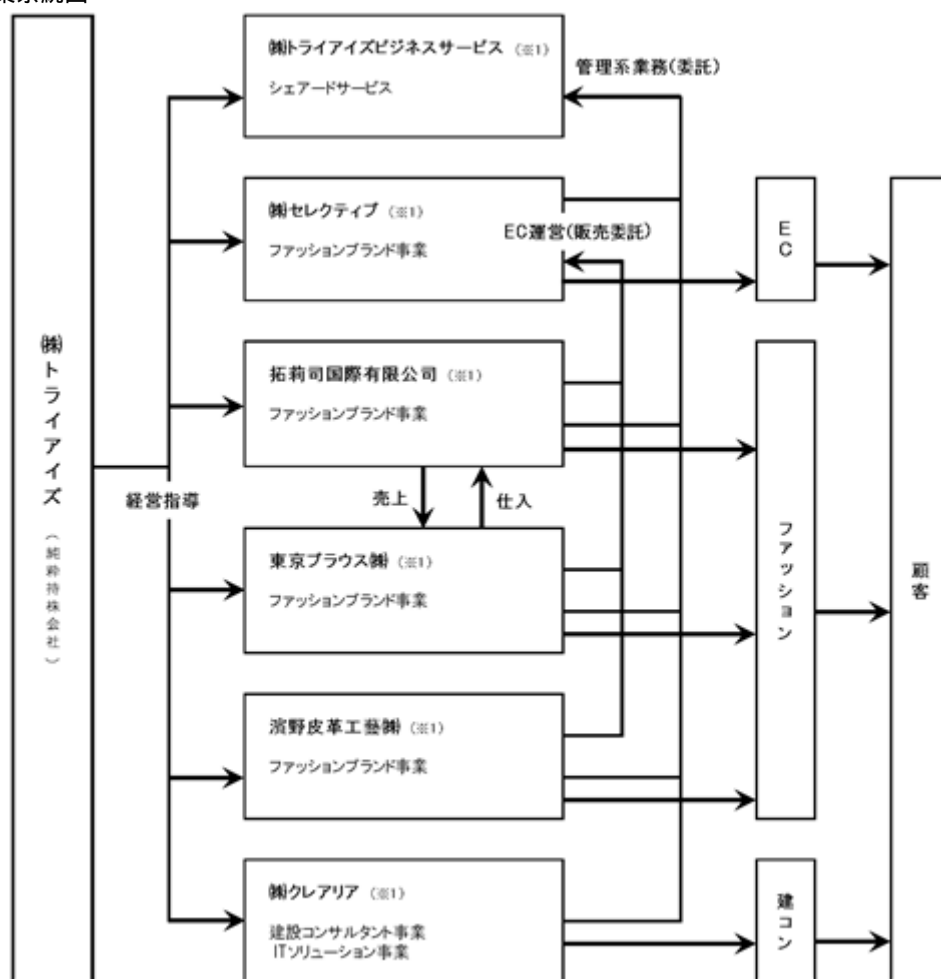 ㈱トライアイズ
（純粋持株会社）
経営指導
㈱トライアイズビジネスサービス（※1）
シェアードサービス
管理系業務(委託)
㈱セレクティブ（※1）
ファッションブランド事業
EC運営(販売委託)
拓莉司国際有限公司（※1）
ファッションブランド事業
売上
仕入
東京ブラウス㈱（※1）
ファッションブランド事業
濱野皮革工藝㈱（※1）
ファッションブランド事業
㈱クレアリア（※1）
建設コンサルタント事業
ITソリューション事業
EC
ファッション
建コン
顧客